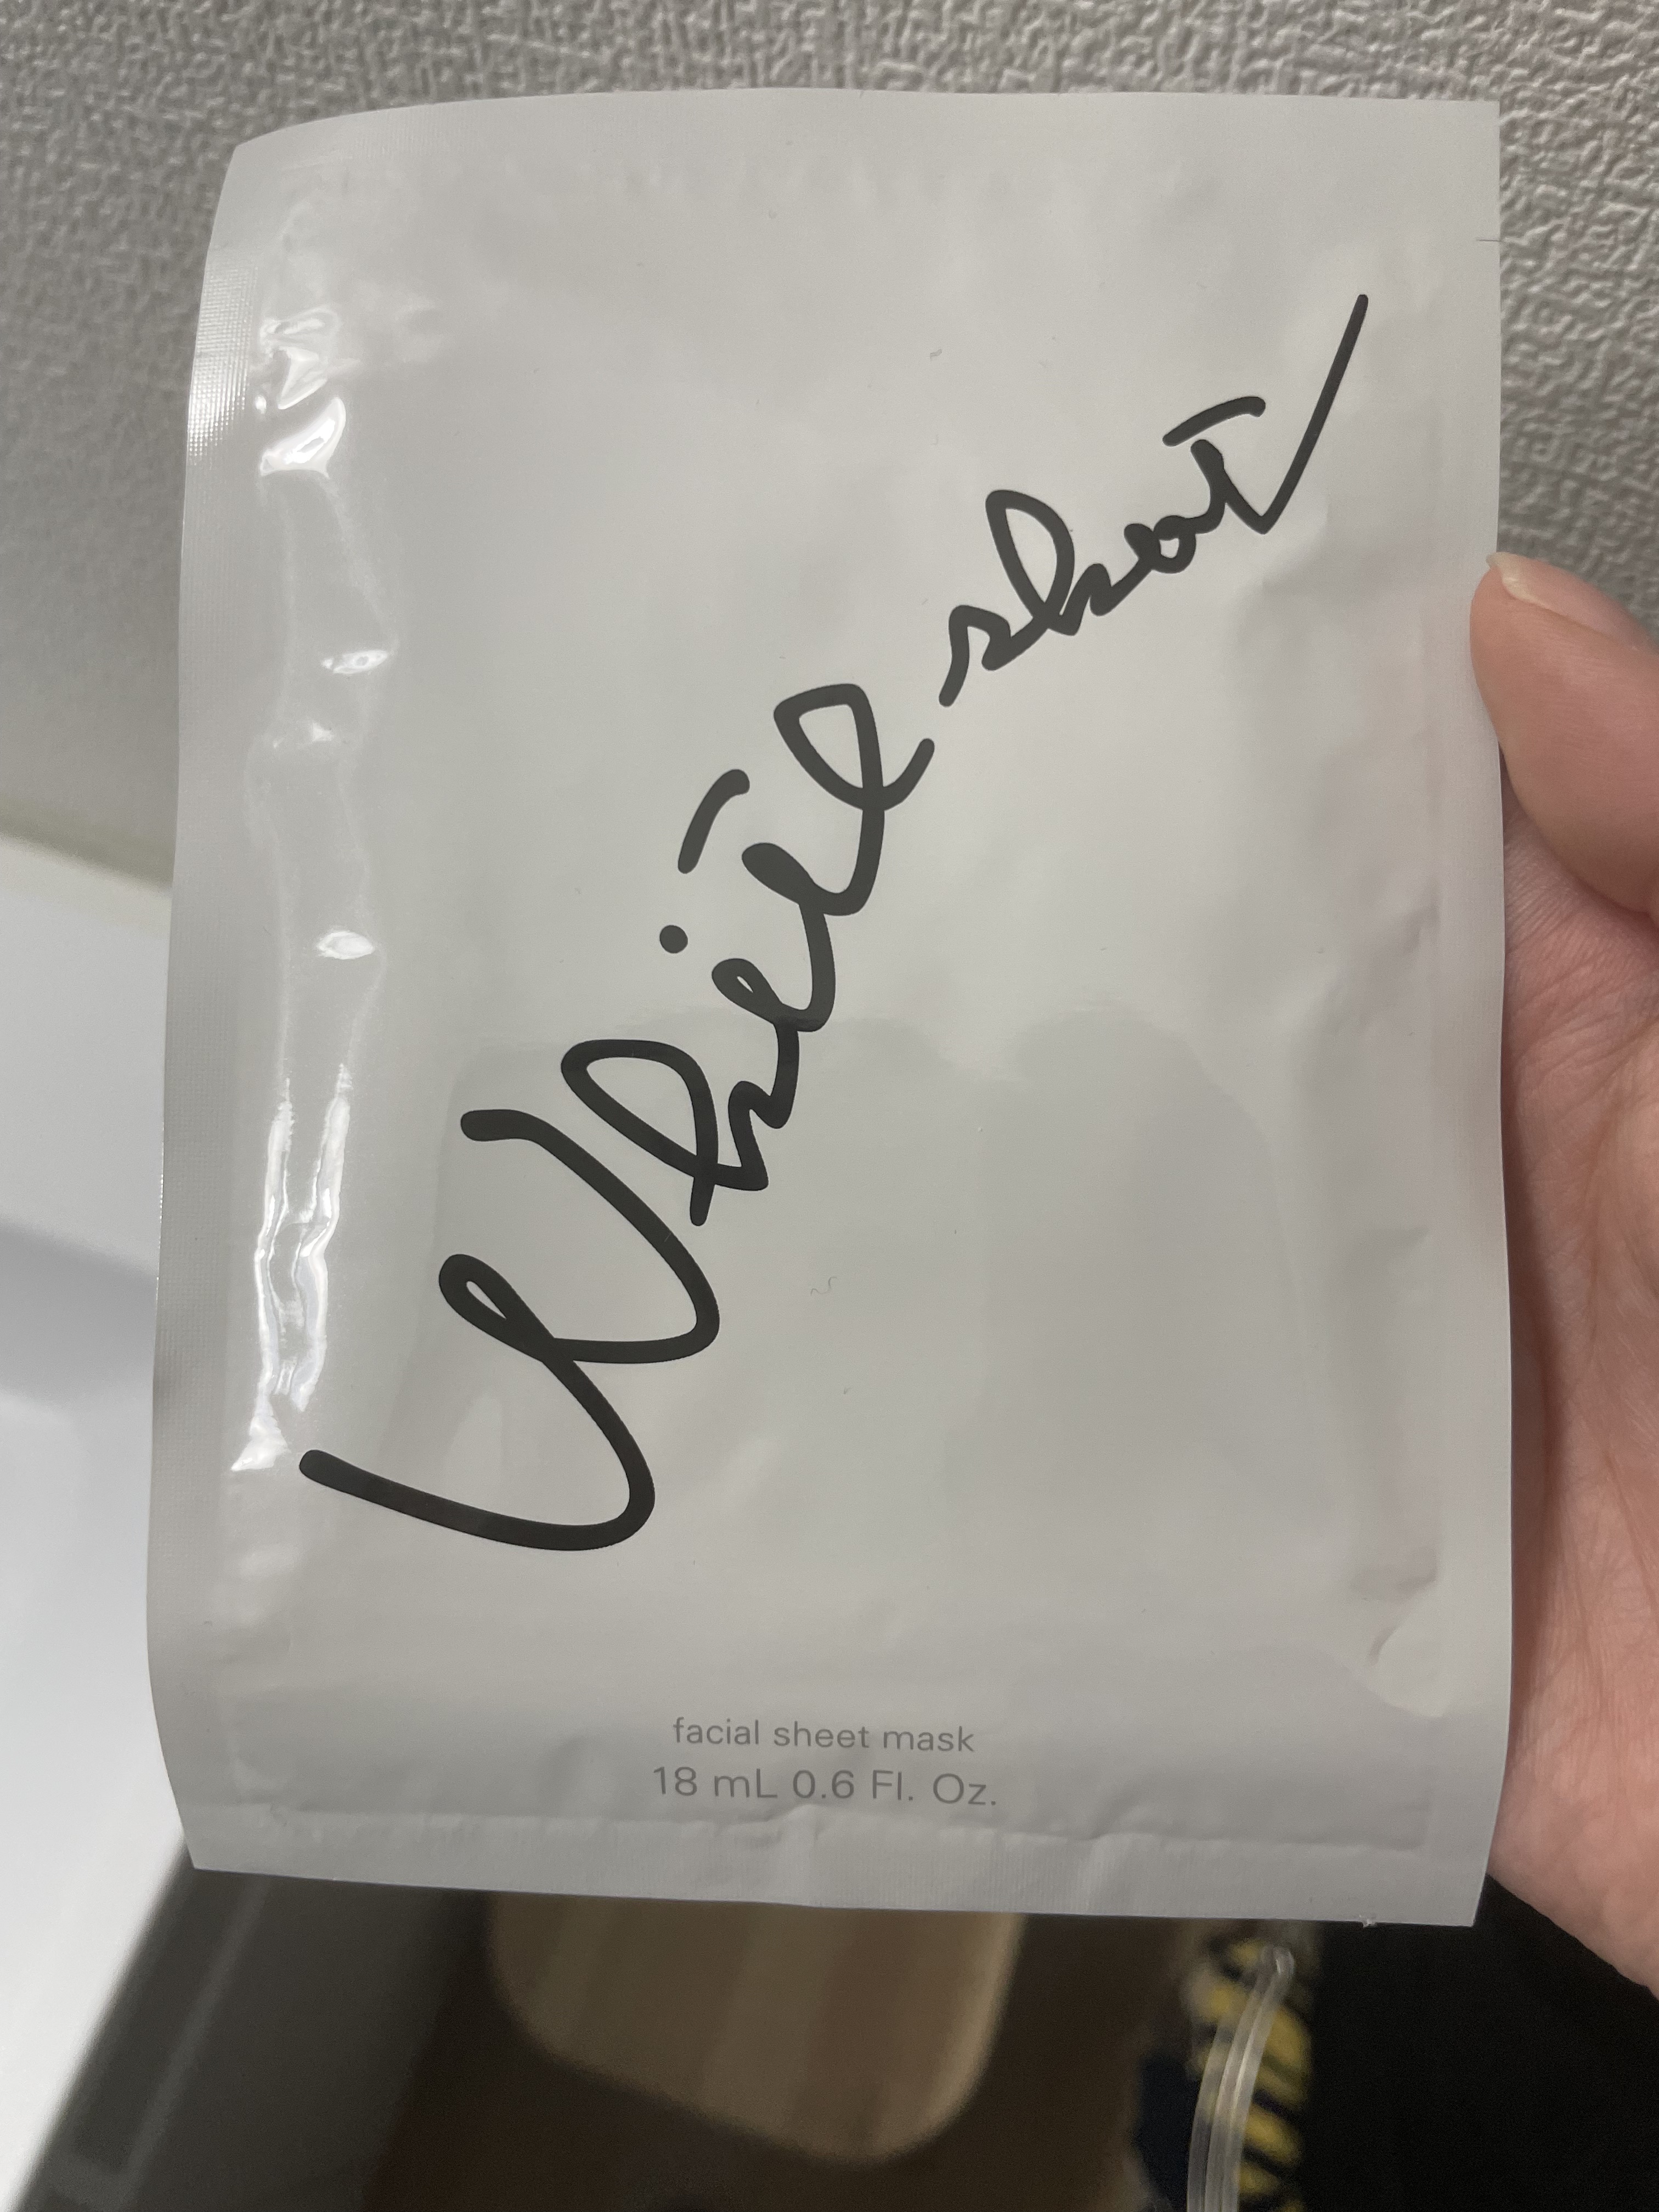 White shot
facial sheet mask
18 mL 0.6 Fl. Oz.